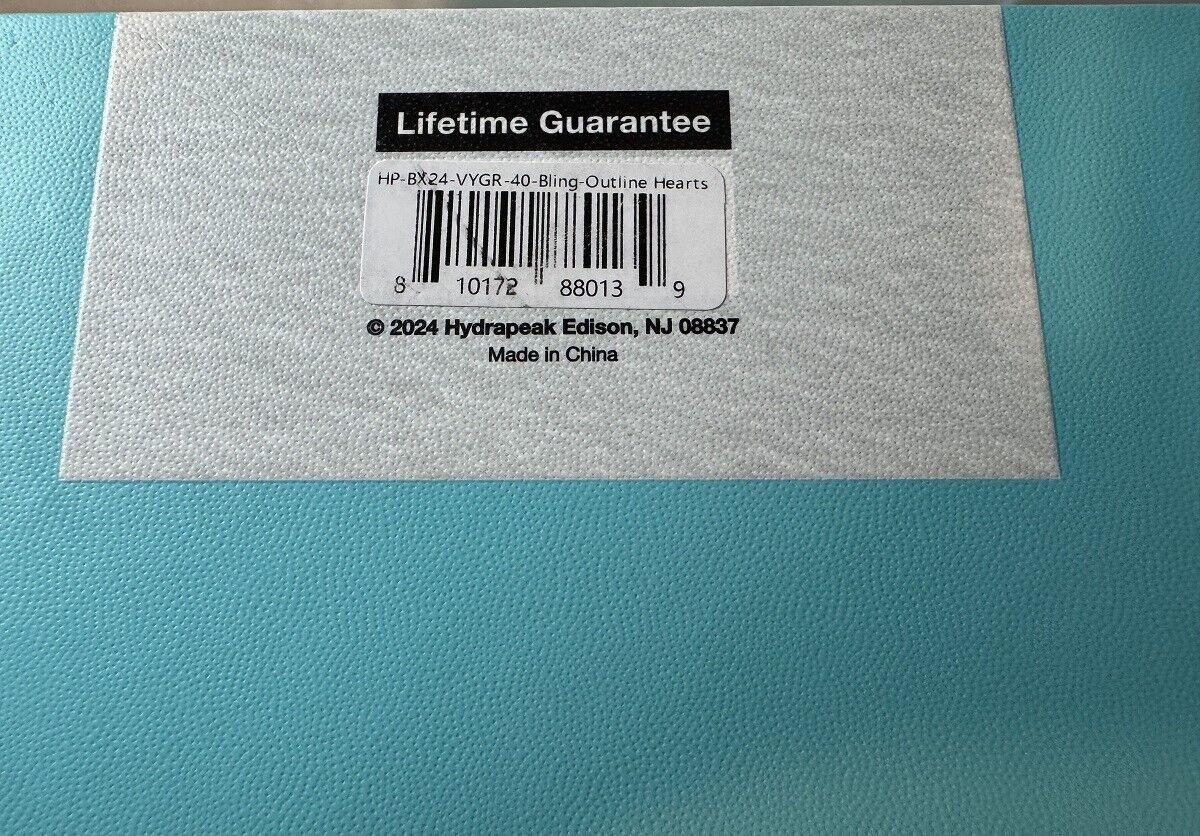 Lifetime Guarantee
HP-BX24-VYGR-40-Bling-Outline Hearts
8 10172 88013 9
© 2024 Hydrapeak Edison, NJ 08837
Made in China